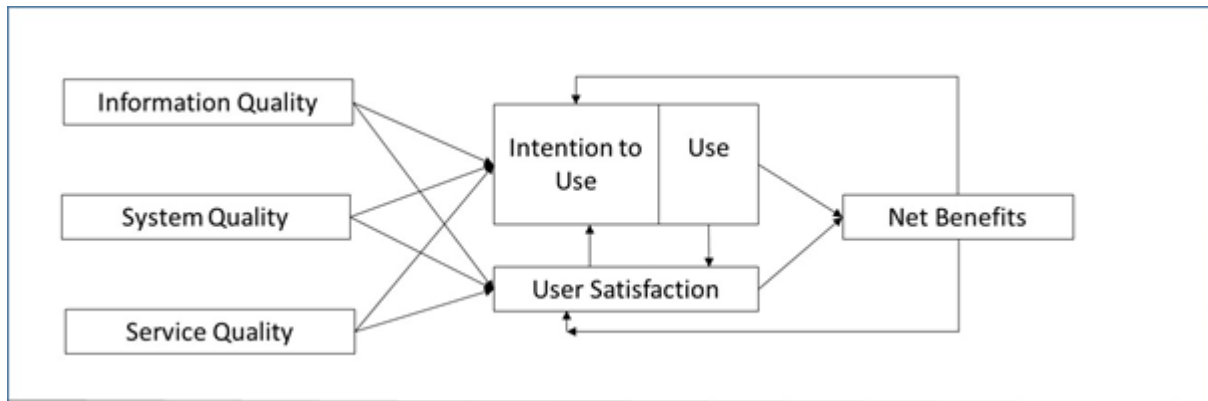 Information Quality
System Quality
Service Quality
Intention to
Use
Use
User Satisfaction
Net Benefits